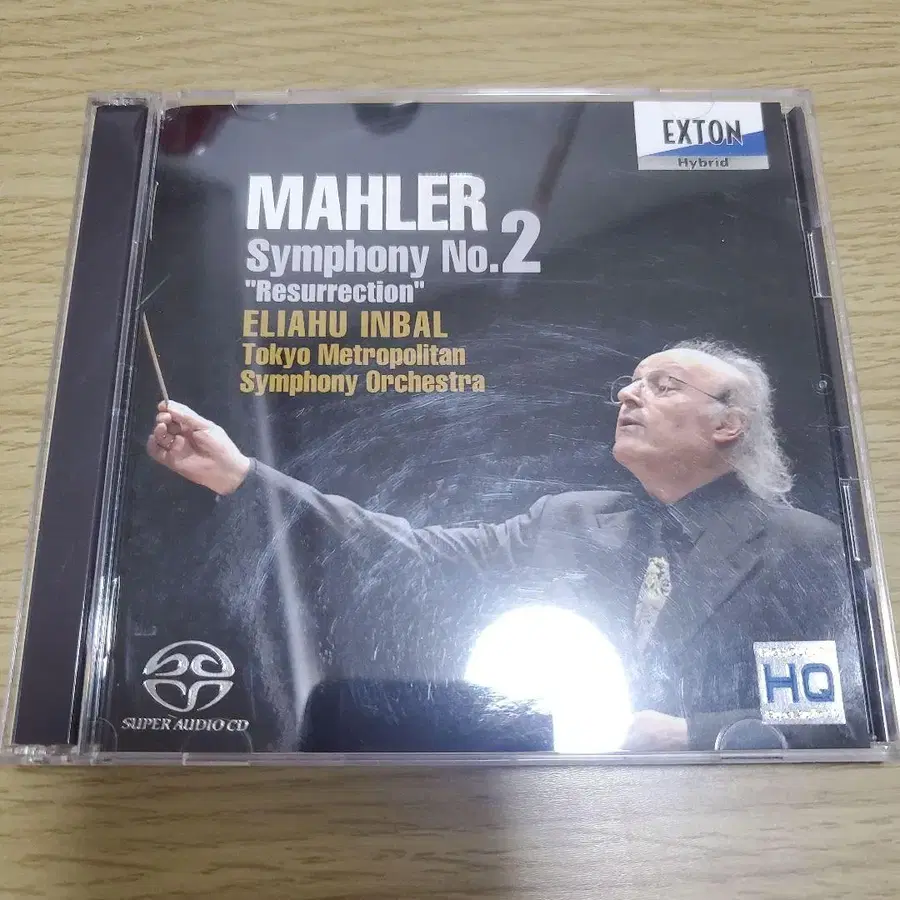 EXTON
Hybrid
MAHLER
Symphony No.2
"Resurrection"
ELIAHU INBAL
Tokyo Metropolitan
Symphony Orchestra
SUPER AUDIO CD
HQ